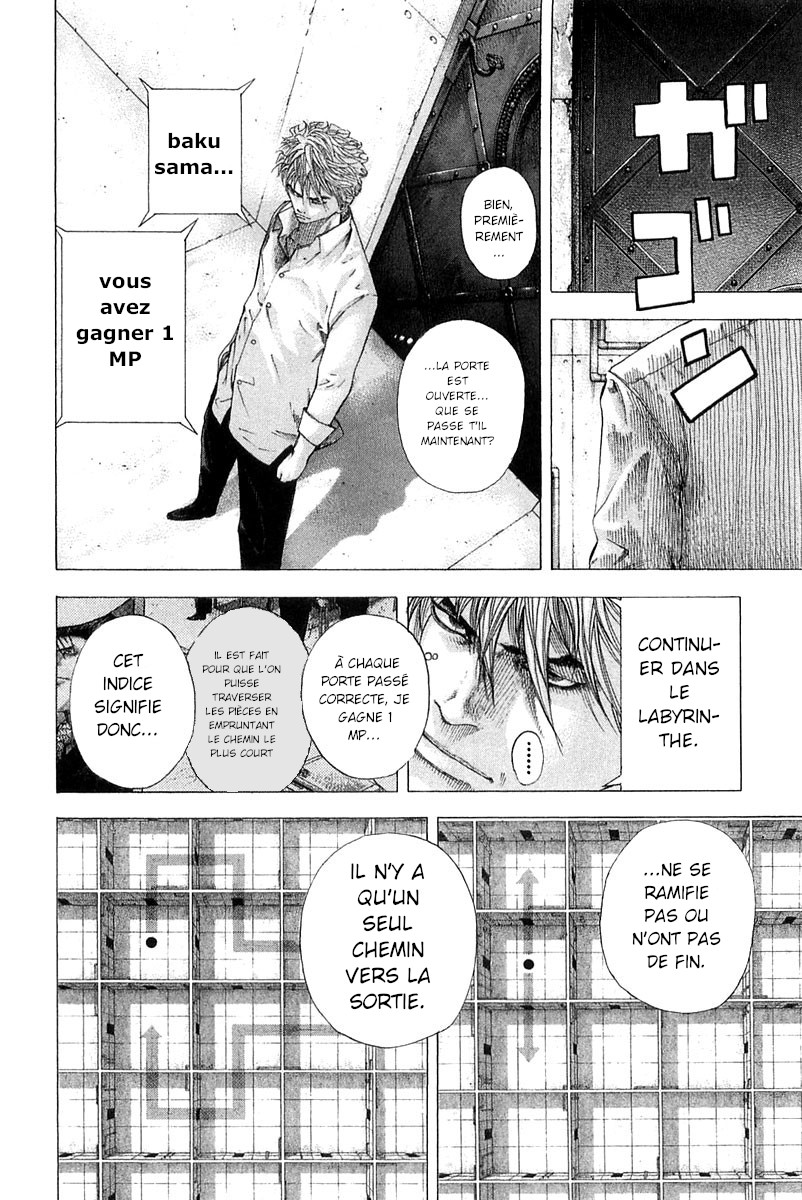 ガゴ
ン
BIEN,
PREMIÈ-
REMENT
...
...LA PORTE
EST
OUVERTE...
QUE SE
PASSE T'IL
MAINTENANT?
baku
sama...
vous
avez
gagner 1
MP
CONTINU-
ER DANS
LE
LABYRIN-
THE.
........
À CHAQUE
PORTE PASSÉ
CORRECTE, JE
GAGNE 1
MP...
IL EST FAIT
POUR QUE L'ON
PUISSE
TRAVERSER
LES PIÈCES EN
EMPRUNTANT
LE CHEMIN LE
PLUS COURT
CET
INDICE
SIGNIFIE
DONC...
...NE SE
RAMIFIE
PAS OU
N'ONT PAS
DE FIN.
IL N'Y A
QU'UN
SEUL
CHEMIN
VERS LA
SORTIE.